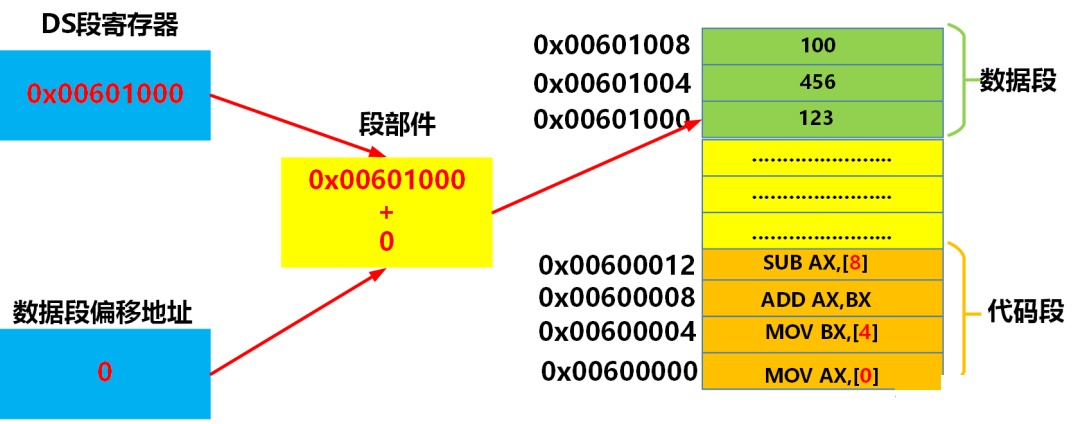 DS段寄存器
0x00601000
段部件
0x00601000
+
0
数据段偏移地址
0
0x00601008 100
0x00601004 456
0x00601000 123
数据段
........................
........................
........................
0x00600012 SUB AX,[8]
0x00600008 ADD AX,BX
0x00600004 MOV BX,[4]
0x00600000 MOV AX,[0]
代码段